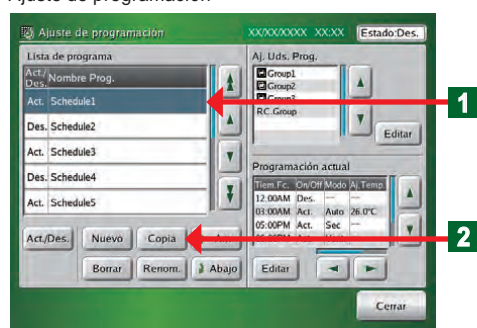 Ajuste de programación
Ajuste de programación XX/XX/XXXX XX:XX Estado:Des.
Lista de programa
Act./Des. Nombre Prog.
Act. Schedule1
Des. Schedule2
Act. Schedule3
Des. Schedule4
Act. Schedule5
Act./Des. Nuevo Copia
Borrar Renom. Abajo
Aj. Uds. Prog.
Group1
Group2
Group3
RC.Group
Editar
Programación actual
Tiem.Fc. On/Off Modo Aj.Temp.
12:00AM Des. --- ---
03:00AM Act. Auto 26.0°C
05:00PM Act. Sec ---
Editar
Cerrar
1
2